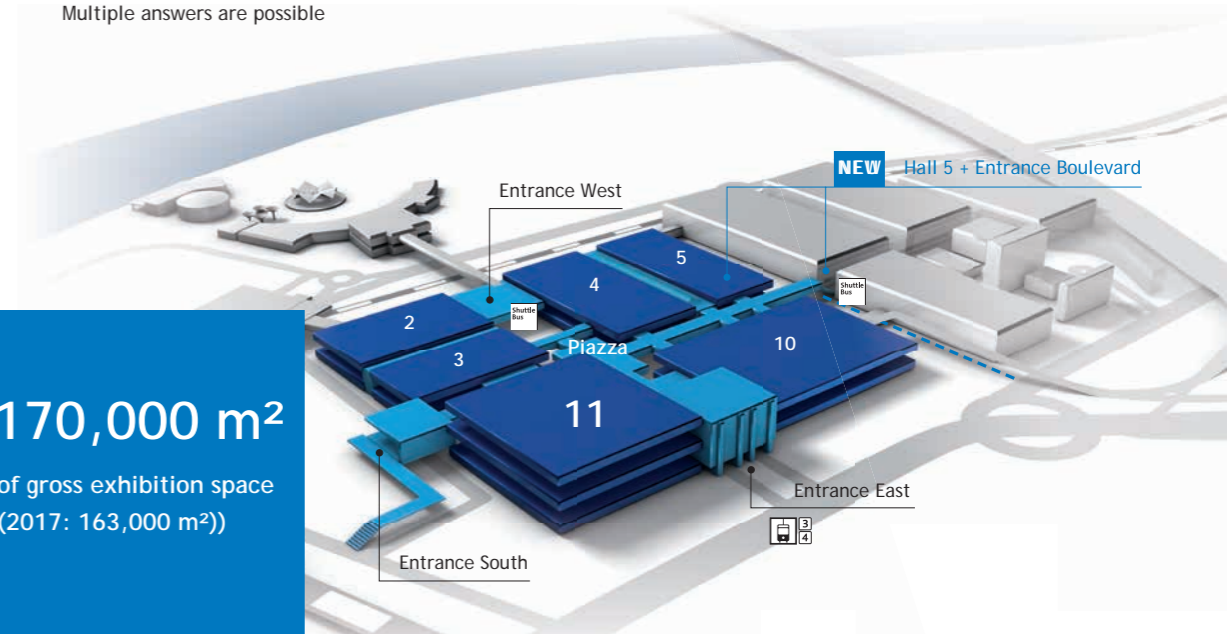 Multiple answers are possible
NEW Hall 5 + Entrance Boulevard
Entrance West
5
4
Shuttle
Bus
Shuttle
Bus
2
3
Piazza
10
11
170,000 m²
of gross exhibition space
(2017: 163,000 m²))
Entrance East
3
4
Entrance South